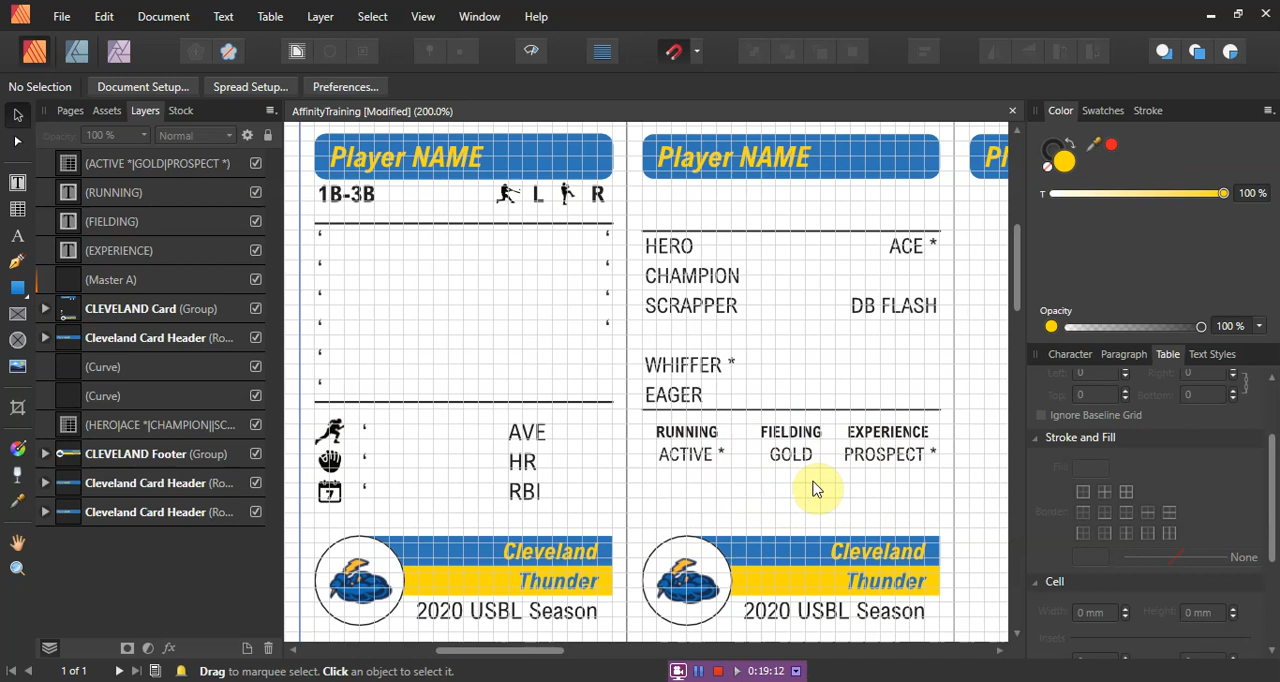 File Edit Document Text Table Layer Select View Window Help
No Selection Document Setup... Spread Setup... Preferences...
Pages Assets Layers Stock
AffinityTraining [Modified] (200.0%)
Color Swatches Stroke
Opacity: 100 % Normal
(ACTIVE *|GOLD|PROSPECT *)
(RUNNING)
(FIELDING)
(EXPERIENCE)
(Master A)
CLEVELAND Card (Group)
Cleveland Card Header (Ro...
(Curve)
(Curve)
(HERO|ACE *|CHAMPION||SC...
CLEVELAND Footer (Group)
Cleveland Card Header (Ro...
Cleveland Card Header (Ro...
Player NAME
1B-3B L R
AVE
HR
RBI
Cleveland
Thunder
2020 USBL Season
Player NAME
HERO ACE *
CHAMPION
SCRAPPER DB FLASH
WHIFFER *
EAGER
RUNNING FIELDING EXPERIENCE
ACTIVE * GOLD PROSPECT *
Cleveland
Thunder
2020 USBL Season
Pl
T 100 %
Opacity
100 %
Character Paragraph Table Text Styles
Left: 0 Right: 0
Top: 0 Bottom: 0
Ignore Baseline Grid
Stroke and Fill
Fill:
Border:
None
Cell
Width: 0 mm Height: 0 mm
Insets
1 of 1
Drag to marquee select. Click an object to select it.
0:19:12